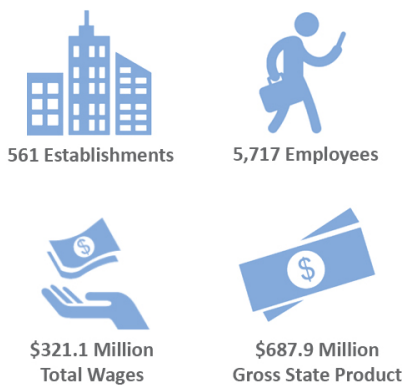 561 Establishments
5,717 Employees
$
$
$321.1 Million
Total Wages
$687.9 Million
Gross State Product